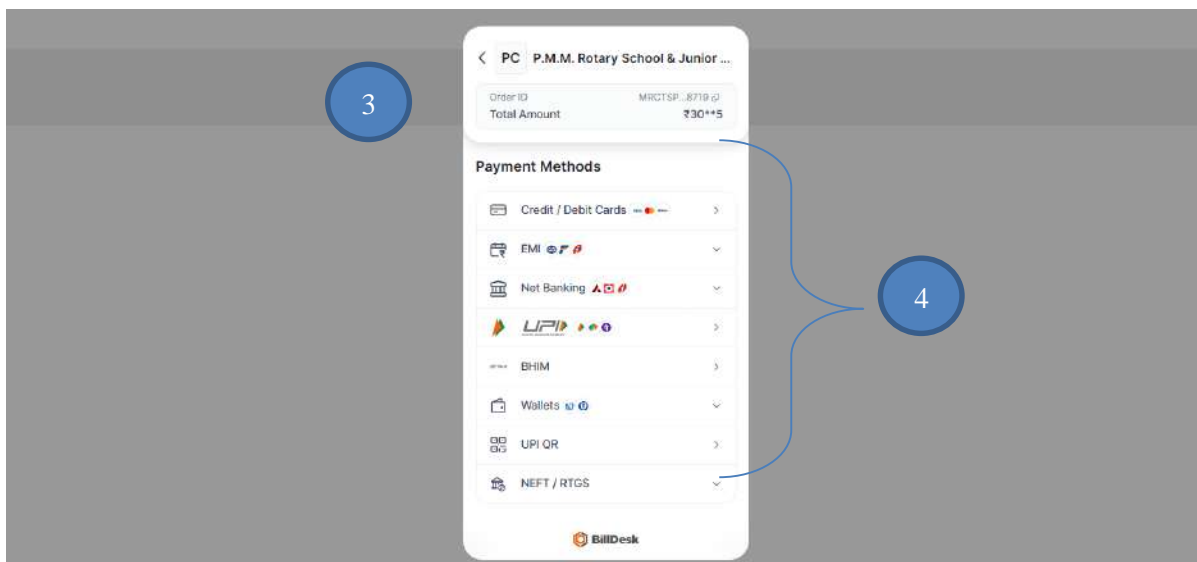 PC P.M.M. Rotary School & Junior ...
3
Order ID MRCTSP...8719
Total Amount ₹30**5
Payment Methods
Credit / Debit Cards
EMI
Net Banking
4
UPI
BHIM
Wallets
UPI QR
NEFT / RTGS
BillDesk